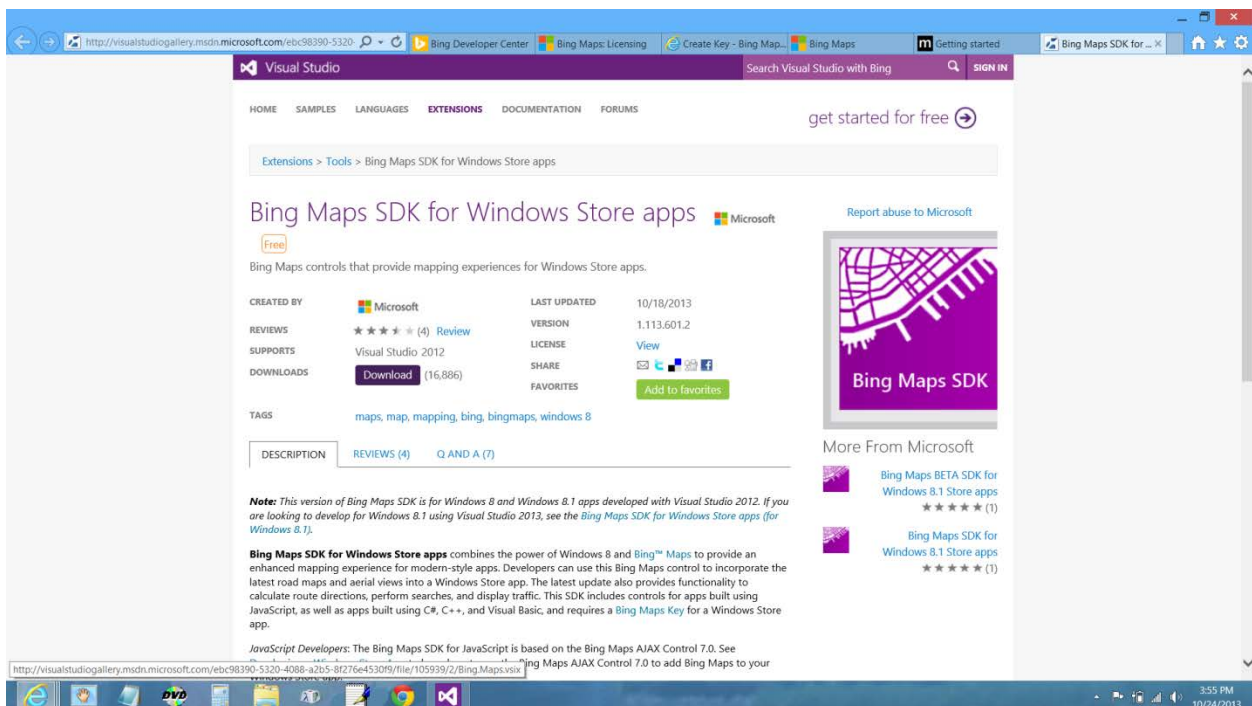 http://visualstudiogallery.msdn.microsoft.com/ebc98390-5320-
Bing Developer Center
Bing Maps: Licensing
Create Key - Bing Map...
Bing Maps
m Getting started
Bing Maps SDK for ...
Visual Studio
Search Visual Studio with Bing
SIGN IN
HOME SAMPLES LANGUAGES EXTENSIONS DOCUMENTATION FORUMS
get started for free
Extensions > Tools > Bing Maps SDK for Windows Store apps
Bing Maps SDK for Windows Store apps
Microsoft
Report abuse to Microsoft
Free
Bing Maps controls that provide mapping experiences for Windows Store apps.
CREATED BY Microsoft LAST UPDATED 10/18/2013
REVIEWS (4) Review VERSION 1.113.601.2
SUPPORTS Visual Studio 2012 LICENSE View
DOWNLOADS Download (16,886) SHARE
FAVORITES Add to favorites
Bing Maps SDK
TAGS maps, map, mapping, bing, bingmaps, windows 8
DESCRIPTION REVIEWS (4) Q AND A (7)
More From Microsoft
Bing Maps BETA SDK for
Windows 8.1 Store apps
(1)
Bing Maps SDK for
Windows 8.1 Store apps
(1)
Note: This version of Bing Maps SDK is for Windows 8 and Windows 8.1 apps developed with Visual Studio 2012. If you
are looking to develop for Windows 8.1 using Visual Studio 2013, see the Bing Maps SDK for Windows Store apps (for
Windows 8.1).
Bing Maps SDK for Windows Store apps combines the power of Windows 8 and Bing™ Maps to provide an
enhanced mapping experience for modern-style apps. Developers can use this Bing Maps control to incorporate the
latest road maps and aerial views into a Windows Store app. The latest update also provides functionality to
calculate route directions, perform searches, and display traffic. This SDK includes controls for apps built using
JavaScript, as well as apps built using C#, C++, and Visual Basic, and requires a Bing Maps Key for a Windows Store
app.
JavaScript Developers: The Bing Maps SDK for JavaScript is based on the Bing Maps AJAX Control 7.0. See
Bing Maps AJAX Control 7.0 to add Bing Maps to your
Windows Store app.
http://visualstudiogallery.msdn.microsoft.com/ebc98390-5320-4088-a2b5-8f276e4530f9/file/105939/2/Bing.Maps.vsix
DVD
3:55 PM
10/24/2013